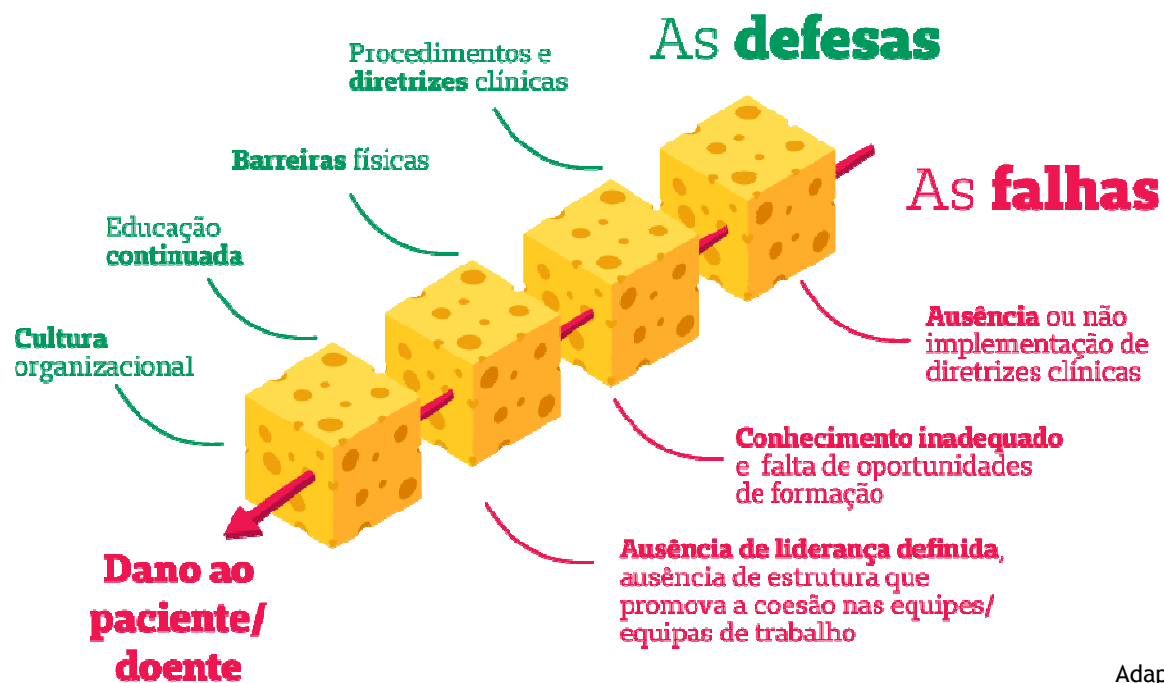 As defesas
Procedimentos e
diretrizes clínicas
Barreiras físicas
Educação
continuada
Cultura
organizacional
As falhas
Ausência ou não
implementação de
diretrizes clínicas
Conhecimento inadequado
e falta de oportunidades
de formação
Ausência de liderança definida,
ausência de estrutura que
promova a coesão nas equipes/
equipas de trabalho
Dano ao
paciente/
doente
Adap